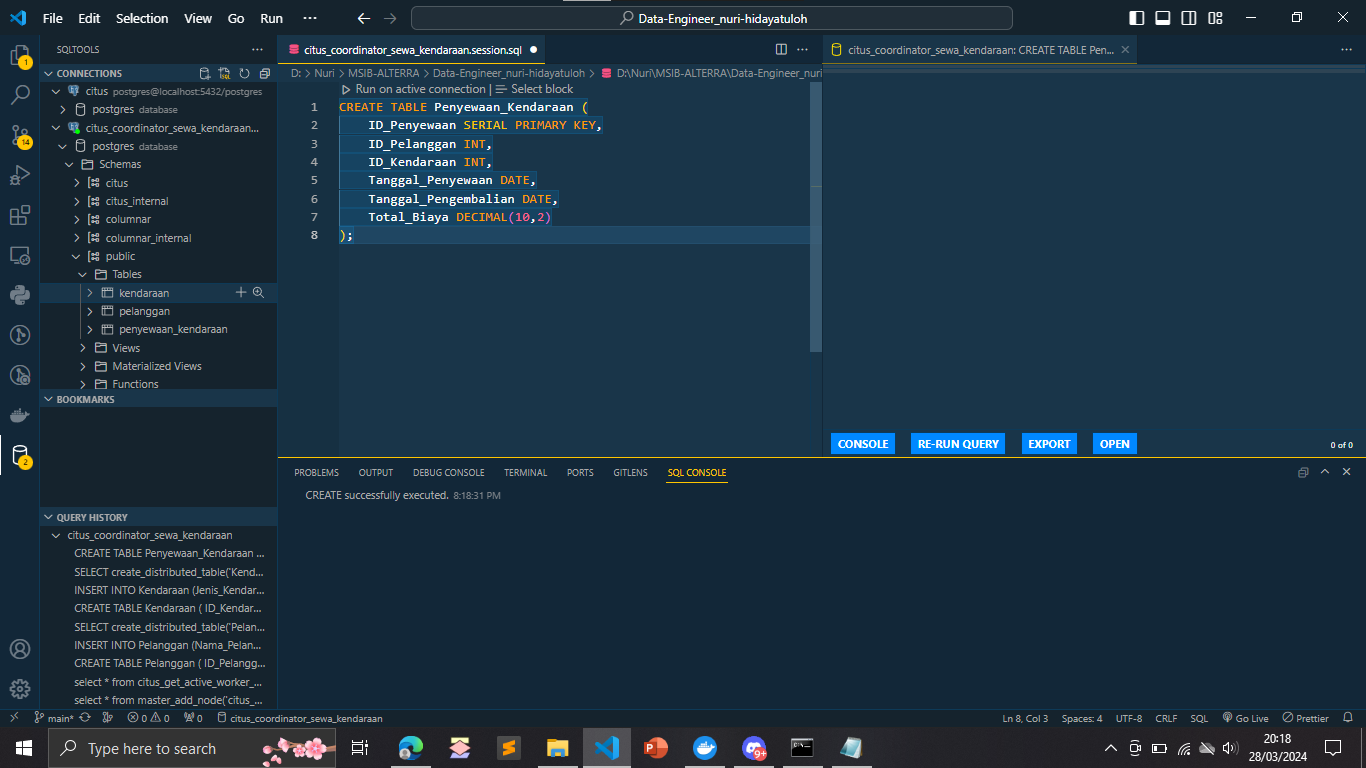 File Edit Selection View Go Run ··· Data-Engineer_nuri-hidayatuloh
SQLTOOLS
CONNECTIONS
citus postgres@localhost:5432/postgres
postgres database
citus_coordinator_sewa_kendaraan...
postgres database
Schemas
citus
citus_internal
columnar
columnar_internal
public
Tables
kendaraan
pelanggan
penyewaan_kendaraan
Views
Materialized Views
Functions
BOOKMARKS
QUERY HISTORY
citus_coordinator_sewa_kendaraan
CREATE TABLE Penyewaan_Kendaraan ...
SELECT create_distributed_table('Kend...
INSERT INTO Kendaraan (Jenis_Kendar...
CREATE TABLE Kendaraan ( ID_Kendar...
SELECT create_distributed_table('Pelan...
INSERT INTO Pelanggan (Nama_Pelan...
CREATE TABLE Pelanggan ( ID_Pelangg...
select * from citus_get_active_worker_...
select * from master_add_node('citus_...
1
14
2
citus_coordinator_sewa_kendaraan.session.sql
D: > Nuri > MSIB-ALTERRA > Data-Engineer_nuri-hidayatuloh > D:\Nuri\MSIB-ALTERRA\Data-Engineer_nuri
Run on active connection | Select block
1 CREATE TABLE Penyewaan_Kendaraan (
2 ID_Penyewaan SERIAL PRIMARY KEY,
3 ID_Pelanggan INT,
4 ID_Kendaraan INT,
5 Tanggal_Penyewaan DATE,
6 Tanggal_Pengembalian DATE,
7 Total_Biaya DECIMAL(10,2)
8 );
citus_coordinator_sewa_kendaraan: CREATE TABLE Pen...
CONSOLE RE-RUN QUERY EXPORT OPEN 0 of 0
PROBLEMS OUTPUT DEBUG CONSOLE TERMINAL PORTS GITLENS SQL CONSOLE
CREATE successfully executed. 8:18:31 PM
main* 0 0 0 citus_coordinator_sewa_kendaraan Ln 8, Col 3 Spaces: 4 UTF-8 CRLF SQL Go Live Prettier
Type here to search
9+
20:18
28/03/2024